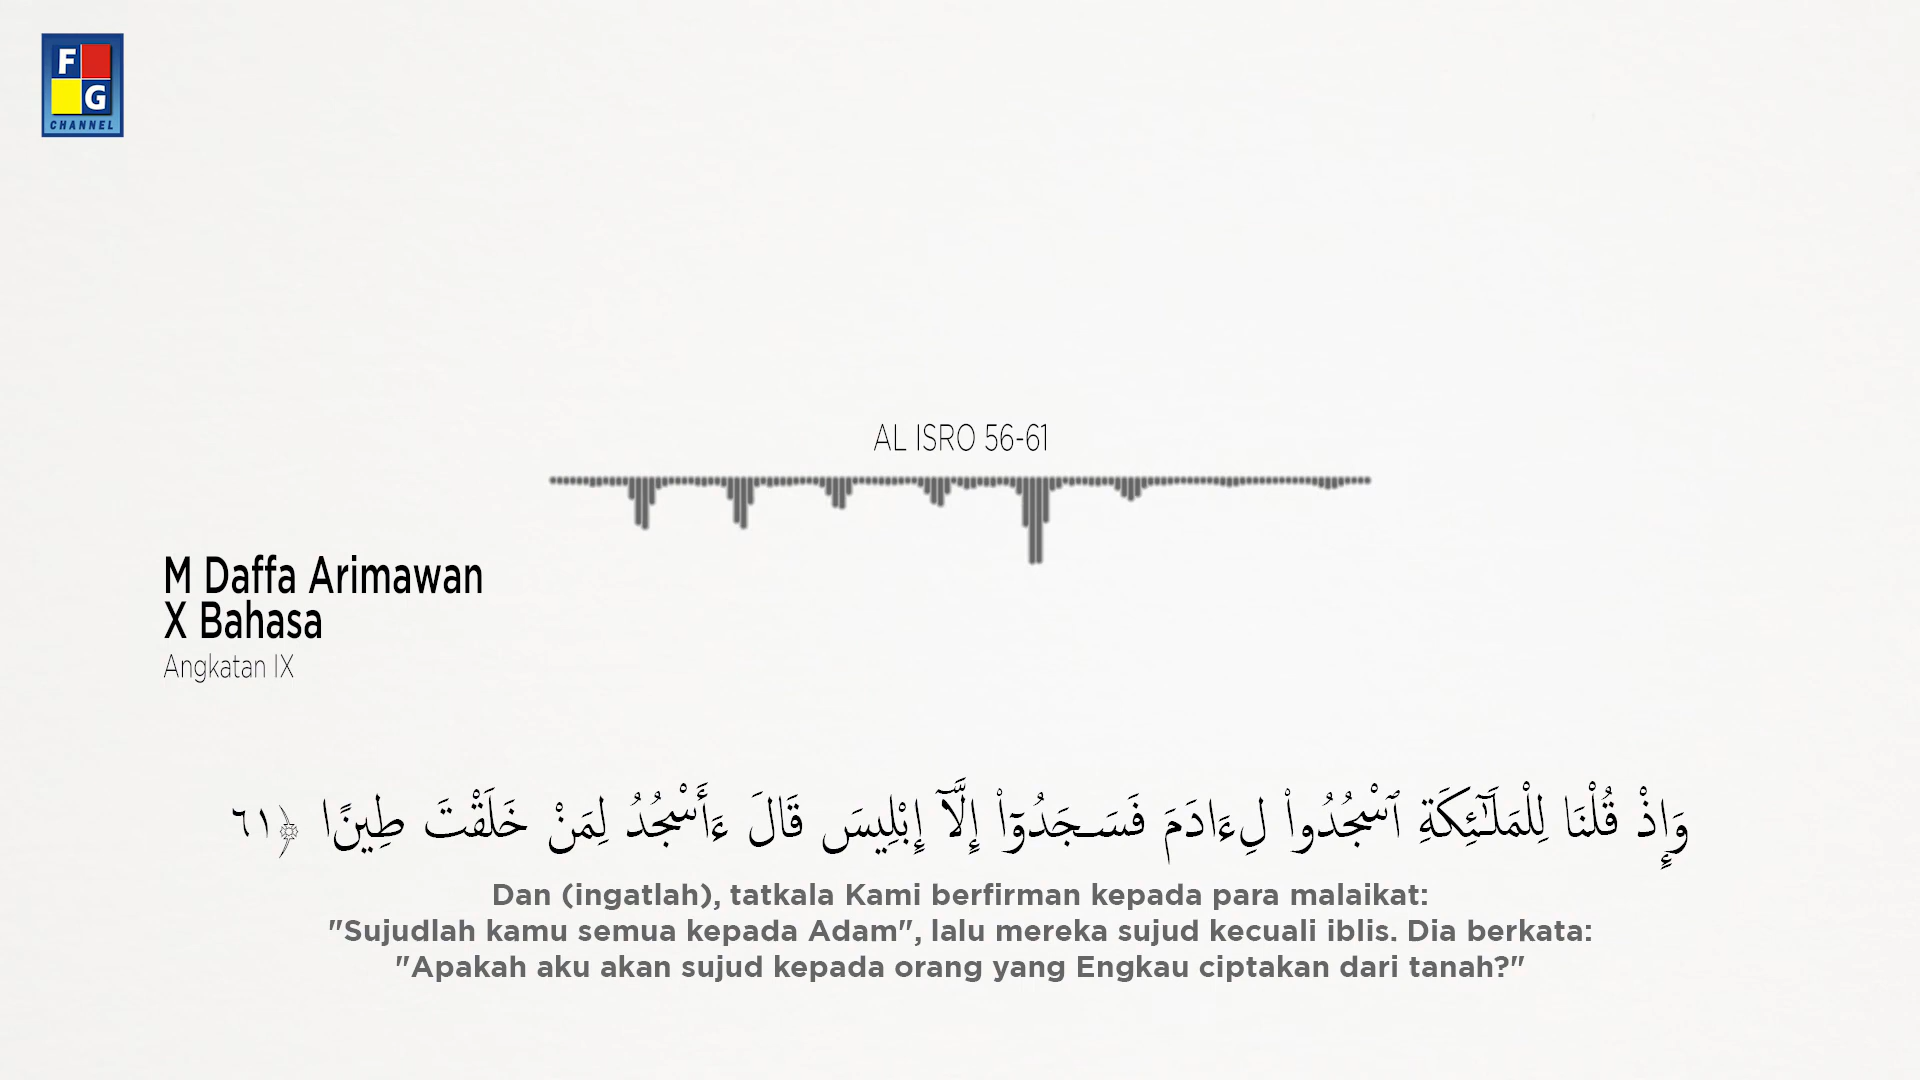 F
G
CHANNEL
AL ISRO 56-61
M Daffa Arimawan
X Bahasa
Angkatan IX
وَإِذْ قُلْنَا لِلْمَلَـٰٓئِكَةِ ٱسْجُدُوا۟ لِـَٔادَمَ فَسَـجَدُوٓا۟ إِلَّآ إِبْلِيسَ قَالَ ءَأَسْجُدُ لِمَنْ خَلَقْتَ طِينًا ﴿٦١
Dan (ingatlah), tatkala Kami berfirman kepada para malaikat:
"Sujudlah kamu semua kepada Adam", lalu mereka sujud kecuali iblis. Dia berkata:
"Apakah aku akan sujud kepada orang yang Engkau ciptakan dari tanah?"